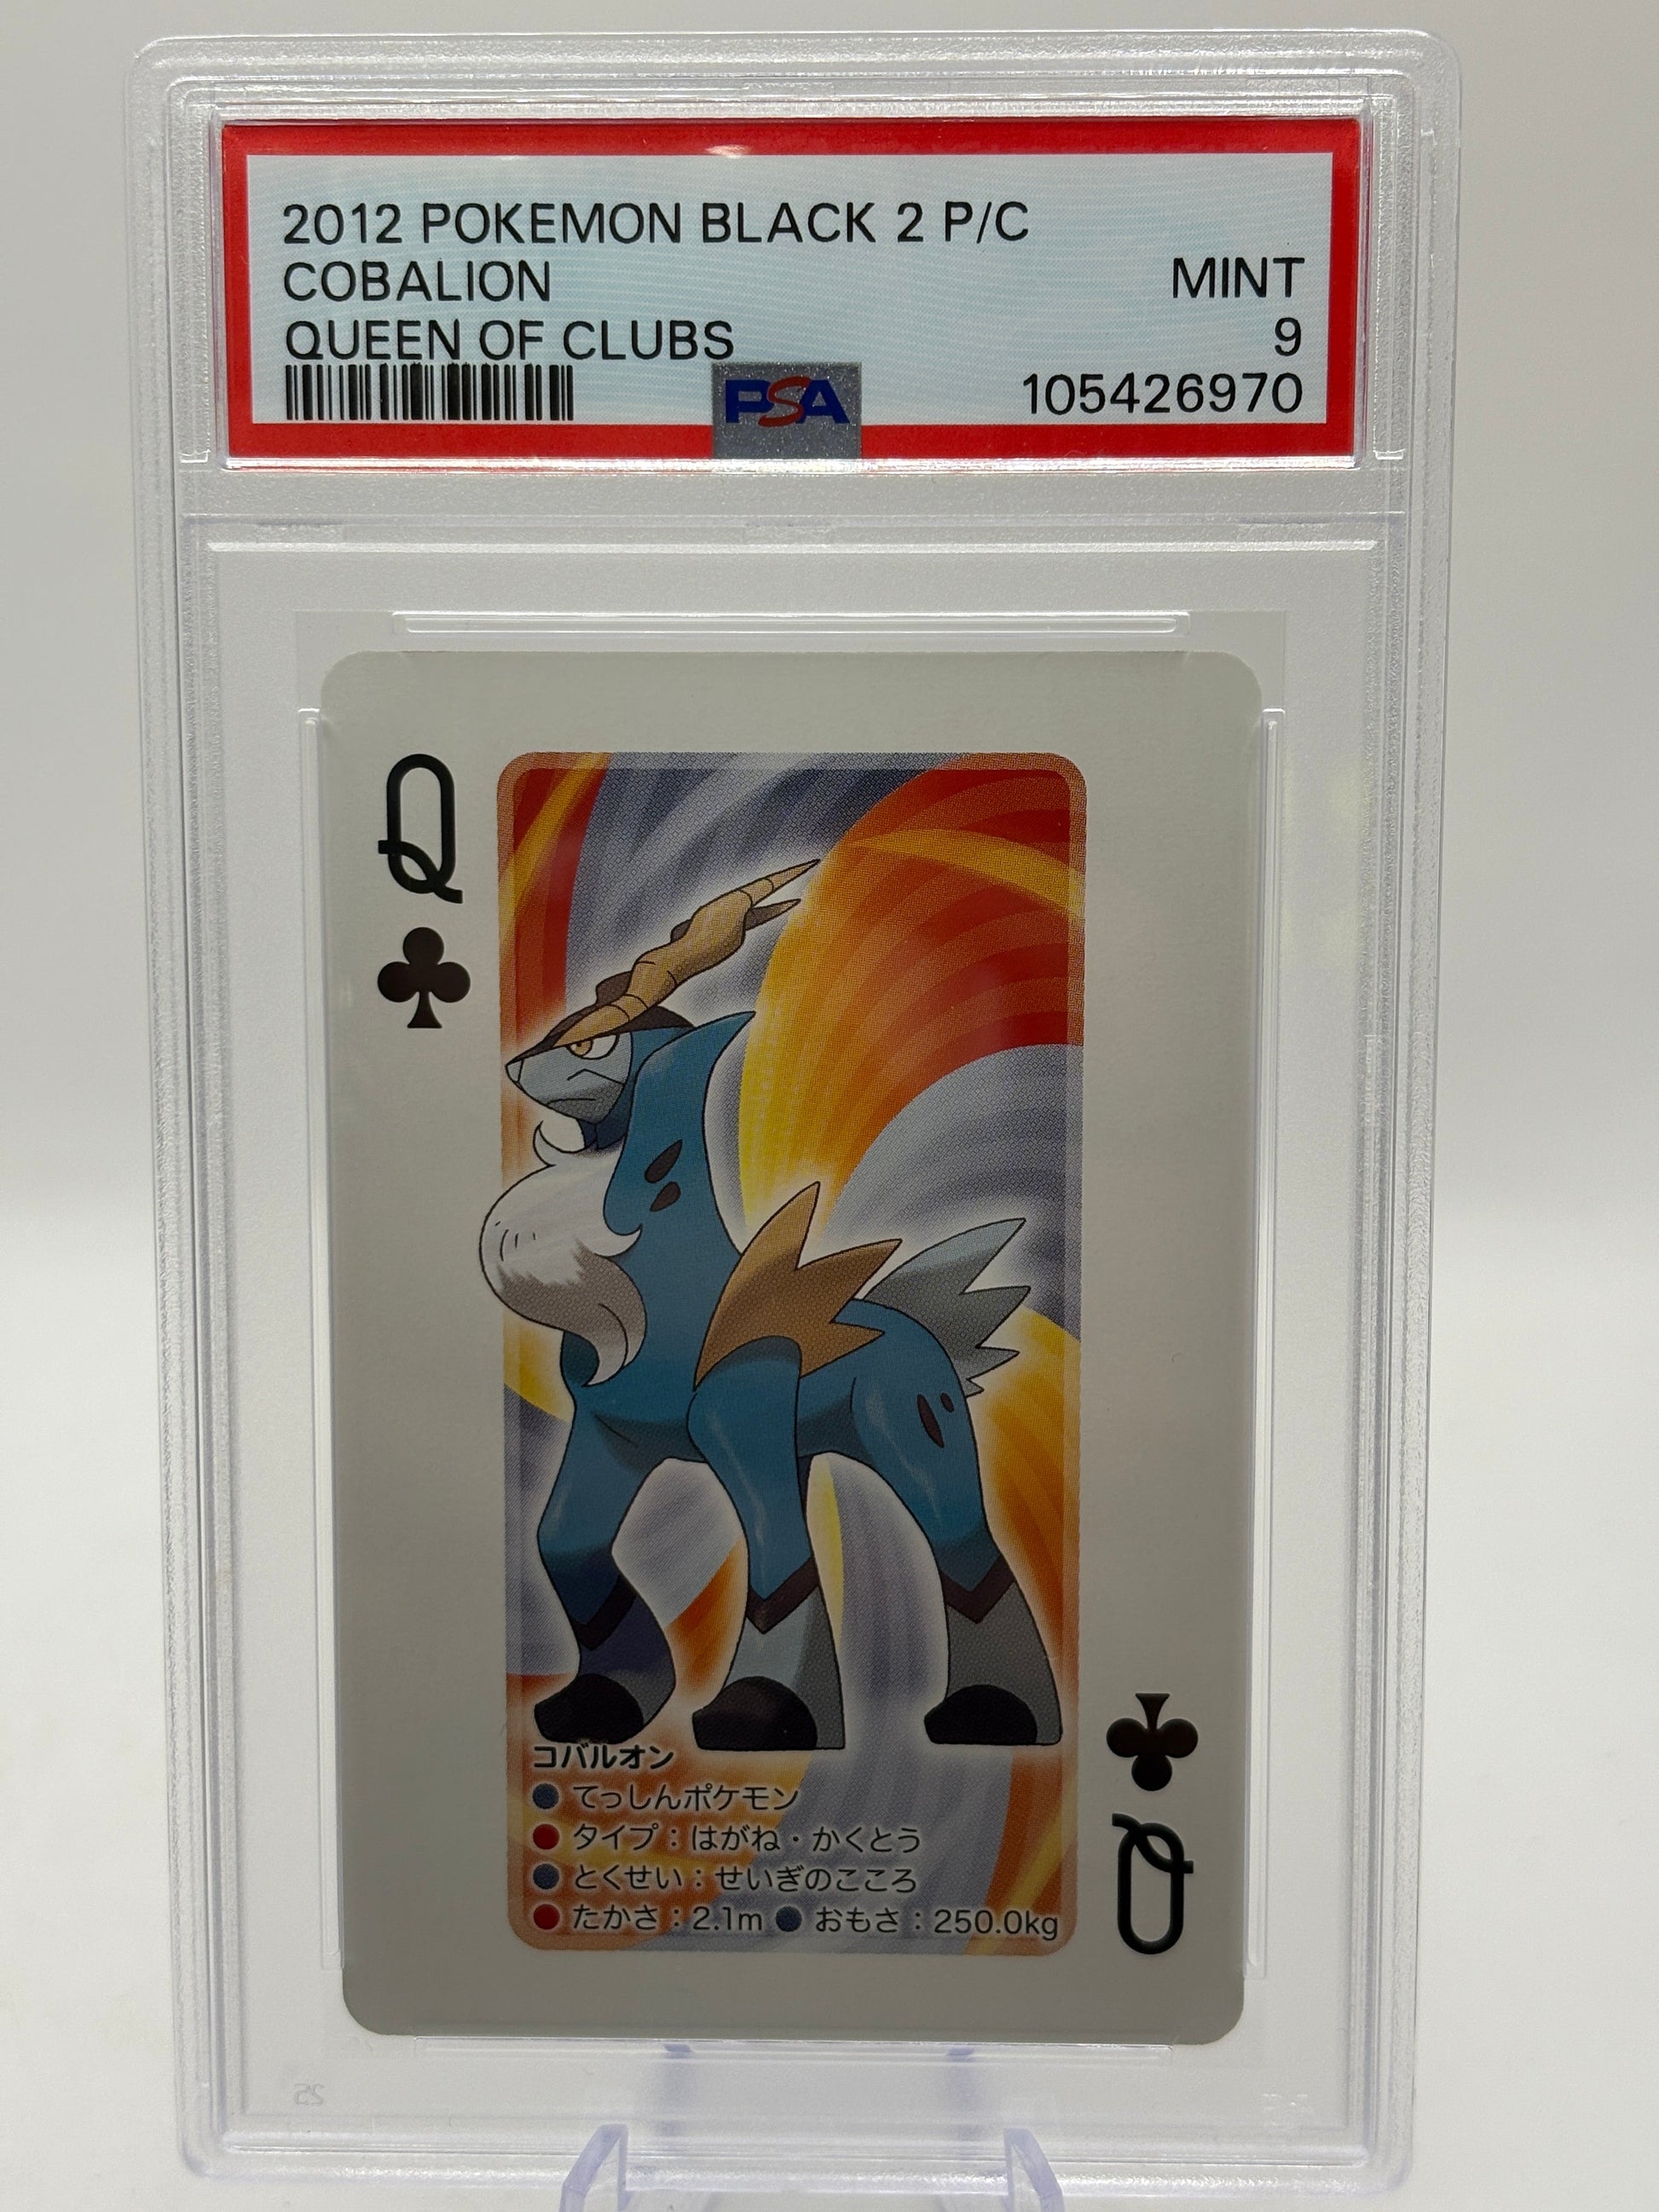 2012 POKEMON BLACK 2 P/C
COBALION MINT
QUEEN OF CLUBS 9
PSA 105426970
Q
コバルオン
てっしんポケモン
タイプ：はがね・かくとう
とくせい：せいぎのこころ
たかさ：2.1m おもさ：250.0kg
Q
25